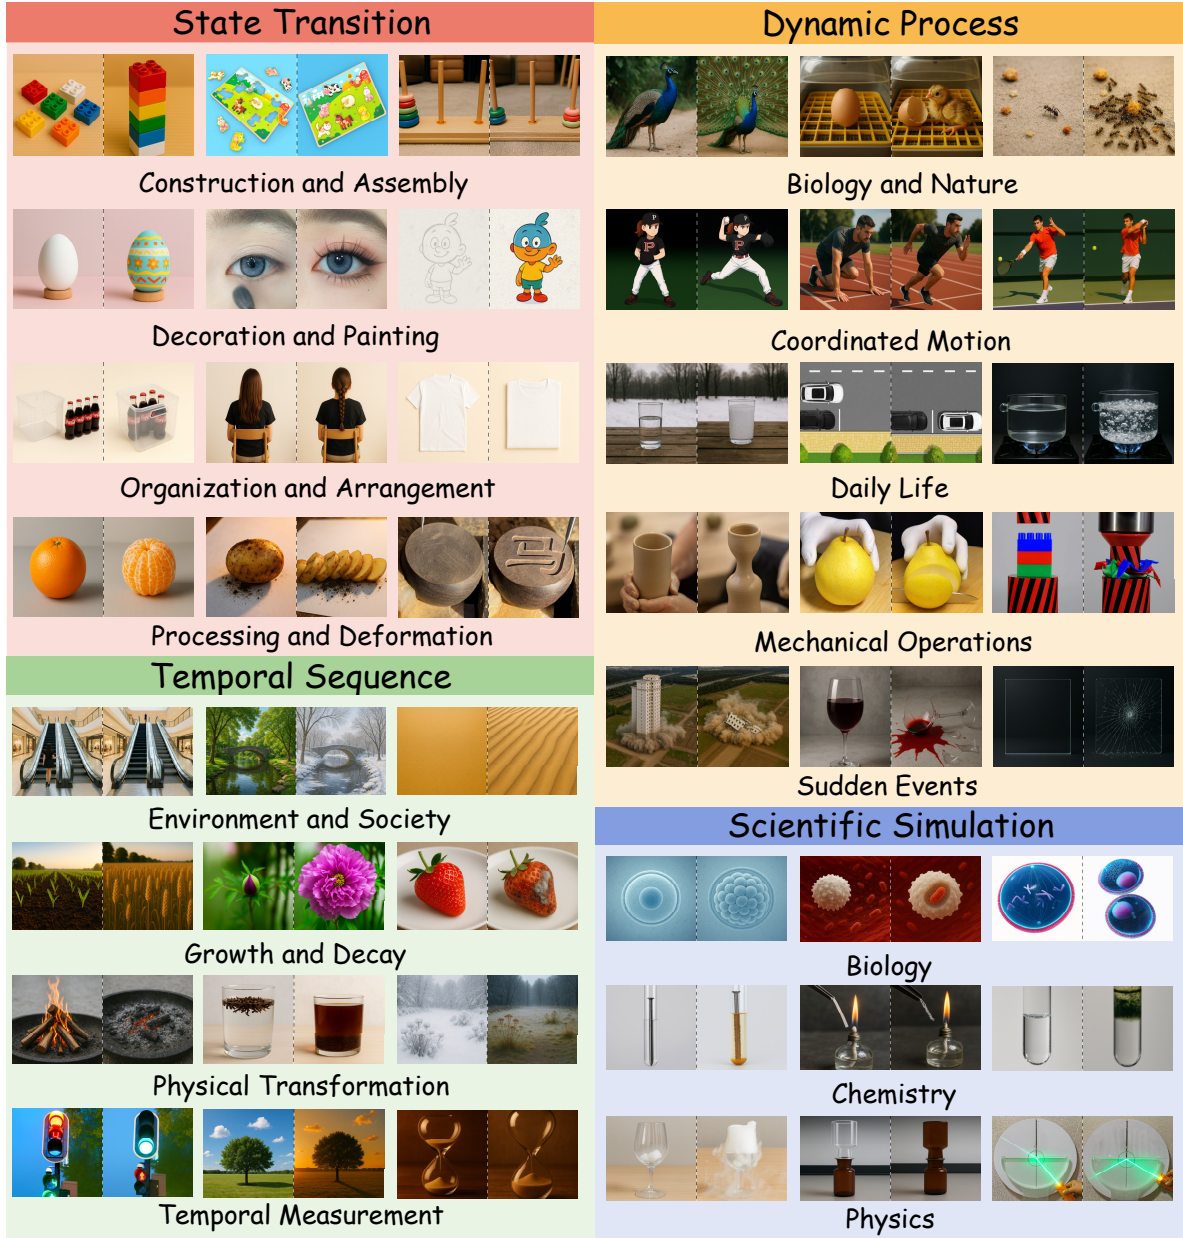 State Transition
Construction and Assembly
Decoration and Painting
Organization and Arrangement
马
Processing and Deformation
Temporal Sequence
Environment and Society
Growth and Decay
Physical Transformation
Temporal Measurement
Dynamic Process
Biology and Nature
P
P
P
P
Coordinated Motion
Daily Life
Mechanical Operations
Sudden Events
Scientific Simulation
Biology
Chemistry
Physics